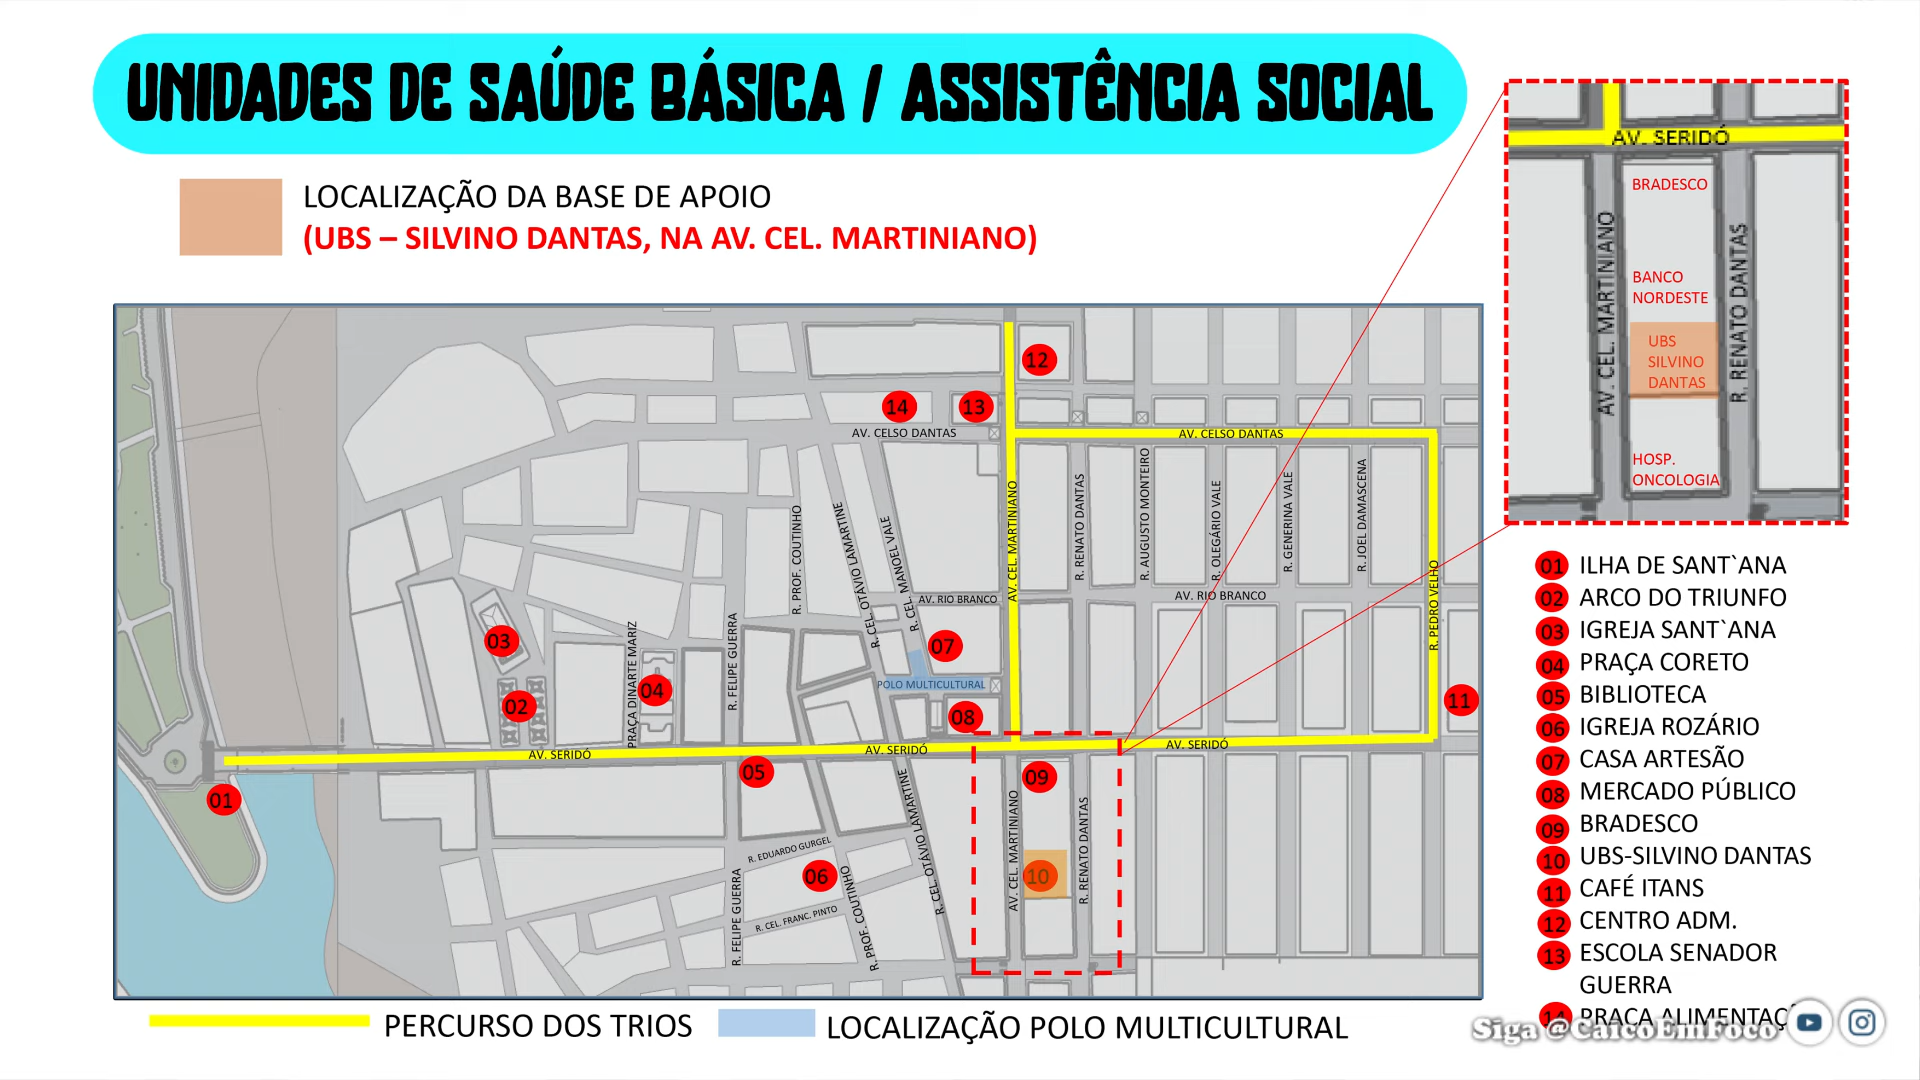 UNIDADES DE SAÚDE BÁSICA / ASSISTÊNCIA SOCIAL
LOCALIZAÇÃO DA BASE DE APOIO
(UBS – SILVINO DANTAS, NA AV. CEL. MARTINIANO)
AV. SERIDÓ
BRADESCO
AV. CEL. MARTINIANO
R. RENATO DANTAS
BANCO
NORDESTE
UBS
SILVINO
DANTAS
HOSP.
ONCOLOGIA
12
14
13
AV. CELSO DANTAS
AV. CELSO DANTAS
R. PROF. COUTINHO
R. CEL. OTÁVIO LAMARTINE
R. CEL. MANOEL VALE
AV. CEL. MARTINIANO
R. RENATO DANTAS
R. AUGUSTO MONTEIRO
R. OLEGÁRIO VALE
R. GENERINA VALE
R. JOEL DAMASCENA
R. PEDRO VELHO
AV. RIO BRANCO
AV. RIO BRANCO
03
07
PRAÇA DINARTE MARIZ
R. FELIPE GUERRA
04
POLO MULTICULTURAL
02
08
11
AV. SERIDÓ
AV. SERIDÓ
AV. SERIDÓ
01
05
09
R. CEL. OTÁVIO LAMARTINE
AV. CEL. MARTINIANO
R. RENATO DANTAS
R. EDUARDO GURGEL
06
10
R. FELIPE GUERRA
R. CEL. FRANC. PINTO
R. PROF. COUTINHO
01 ILHA DE SANT`ANA
02 ARCO DO TRIUNFO
03 IGREJA SANT`ANA
04 PRAÇA CORETO
05 BIBLIOTECA
06 IGREJA ROZÁRIO
07 CASA ARTESÃO
08 MERCADO PÚBLICO
09 BRADESCO
10 UBS-SILVINO DANTAS
11 CAFÉ ITANS
12 CENTRO ADM.
13 ESCOLA SENADOR
GUERRA
14 PRAÇA ALIMENTAÇ
PERCURSO DOS TRIOS
LOCALIZAÇÃO POLO MULTICULTURAL
Siga @CaicoEmFoco